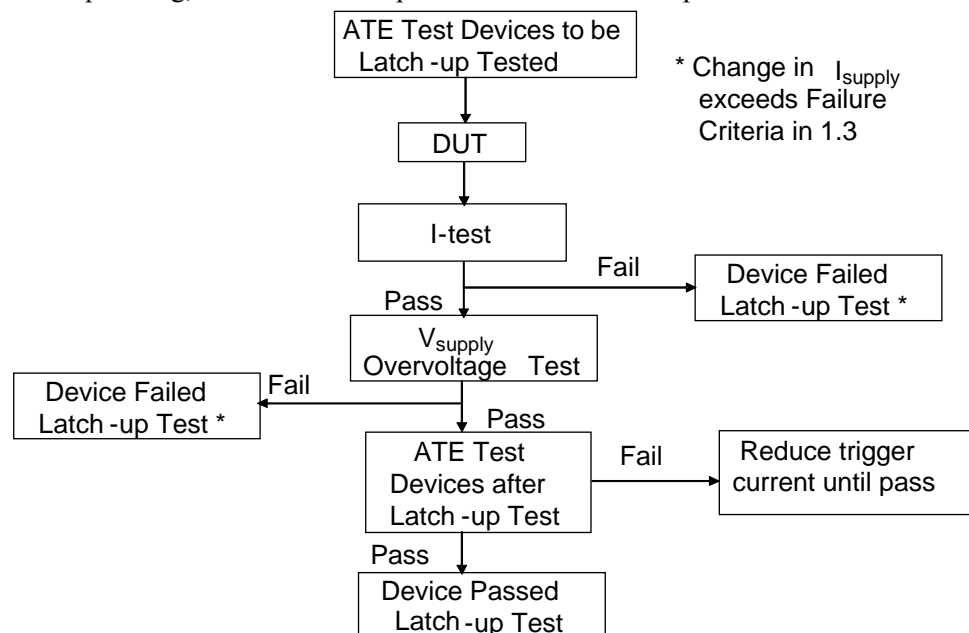 ATE Test Devices to be
Latch -up Tested
* Change in Isupply
exceeds Failure
Criteria in 1.3
DUT
I-test
Fail
Device Failed
Latch -up Test *
Pass
Vsupply
Overvoltage Test
Fail
Device Failed
Latch -up Test *
Pass
ATE Test
Devices after
Latch -up Test
Fail
Reduce trigger
current until pass
Pass
Device Passed
Latch -up Test